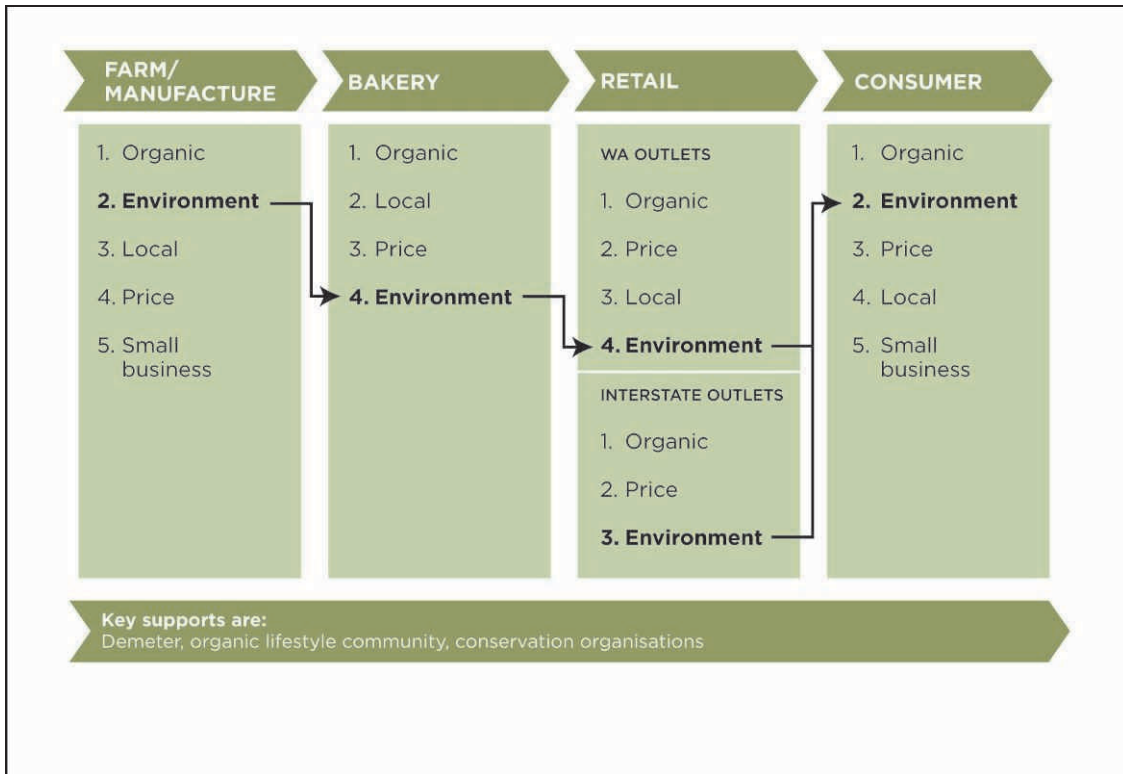 FARM/
MANUFACTURE
1. Organic
2. Environment
3. Local
4. Price
5. Small
business
BAKERY
1. Organic
2. Local
3. Price
4. Environment
RETAIL
WA OUTLETS
1. Organic
2. Price
3. Local
4. Environment
INTERSTATE OUTLETS
1. Organic
2. Price
3. Environment
CONSUMER
1. Organic
2. Environment
3. Price
4. Local
5. Small
business
Key supports are:
Demeter, organic lifestyle community, conservation organisations